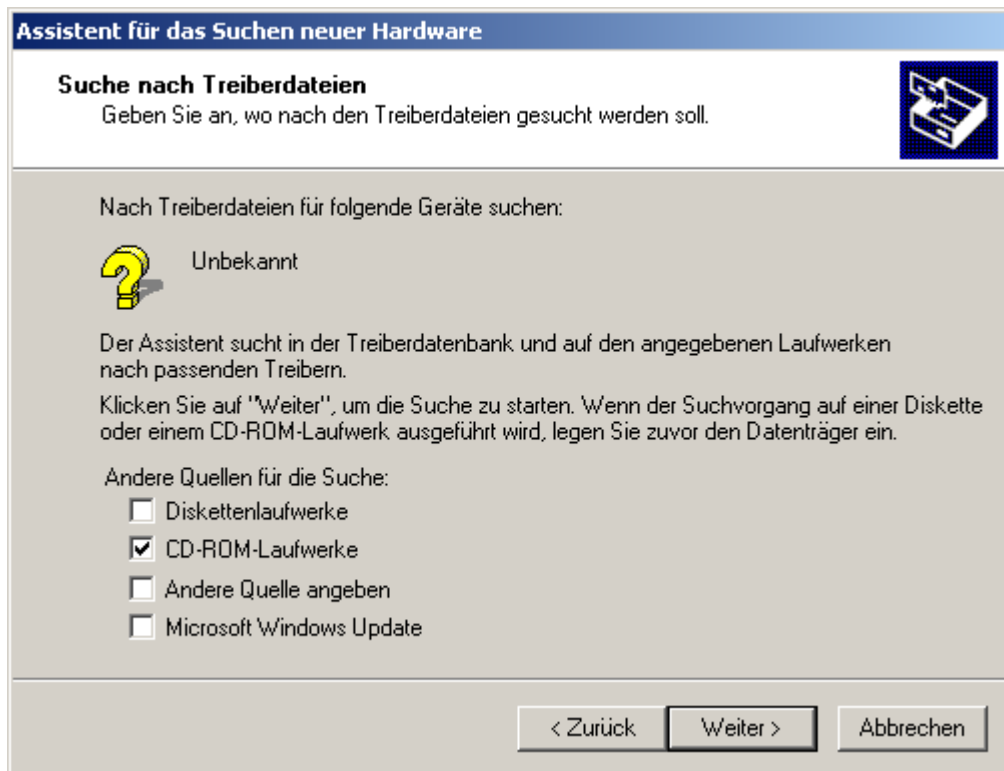 Assistent für das Suchen neuer Hardware
Suche nach Treiberdateien
Geben Sie an, wo nach den Treiberdateien gesucht werden soll.
Nach Treiberdateien für folgende Geräte suchen:
Unbekannt
Der Assistent sucht in der Treiberdatenbank und auf den angegebenen Laufwerken
nach passenden Treibern.
Klicken Sie auf "Weiter", um die Suche zu starten. Wenn der Suchvorgang auf einer Diskette
oder einem CD-ROM-Laufwerk ausgeführt wird, legen Sie zuvor den Datenträger ein.
Andere Quellen für die Suche:
Diskettenlaufwerke
CD-ROM-Laufwerke
Andere Quelle angeben
Microsoft Windows Update
< Zurück Weiter > Abbrechen